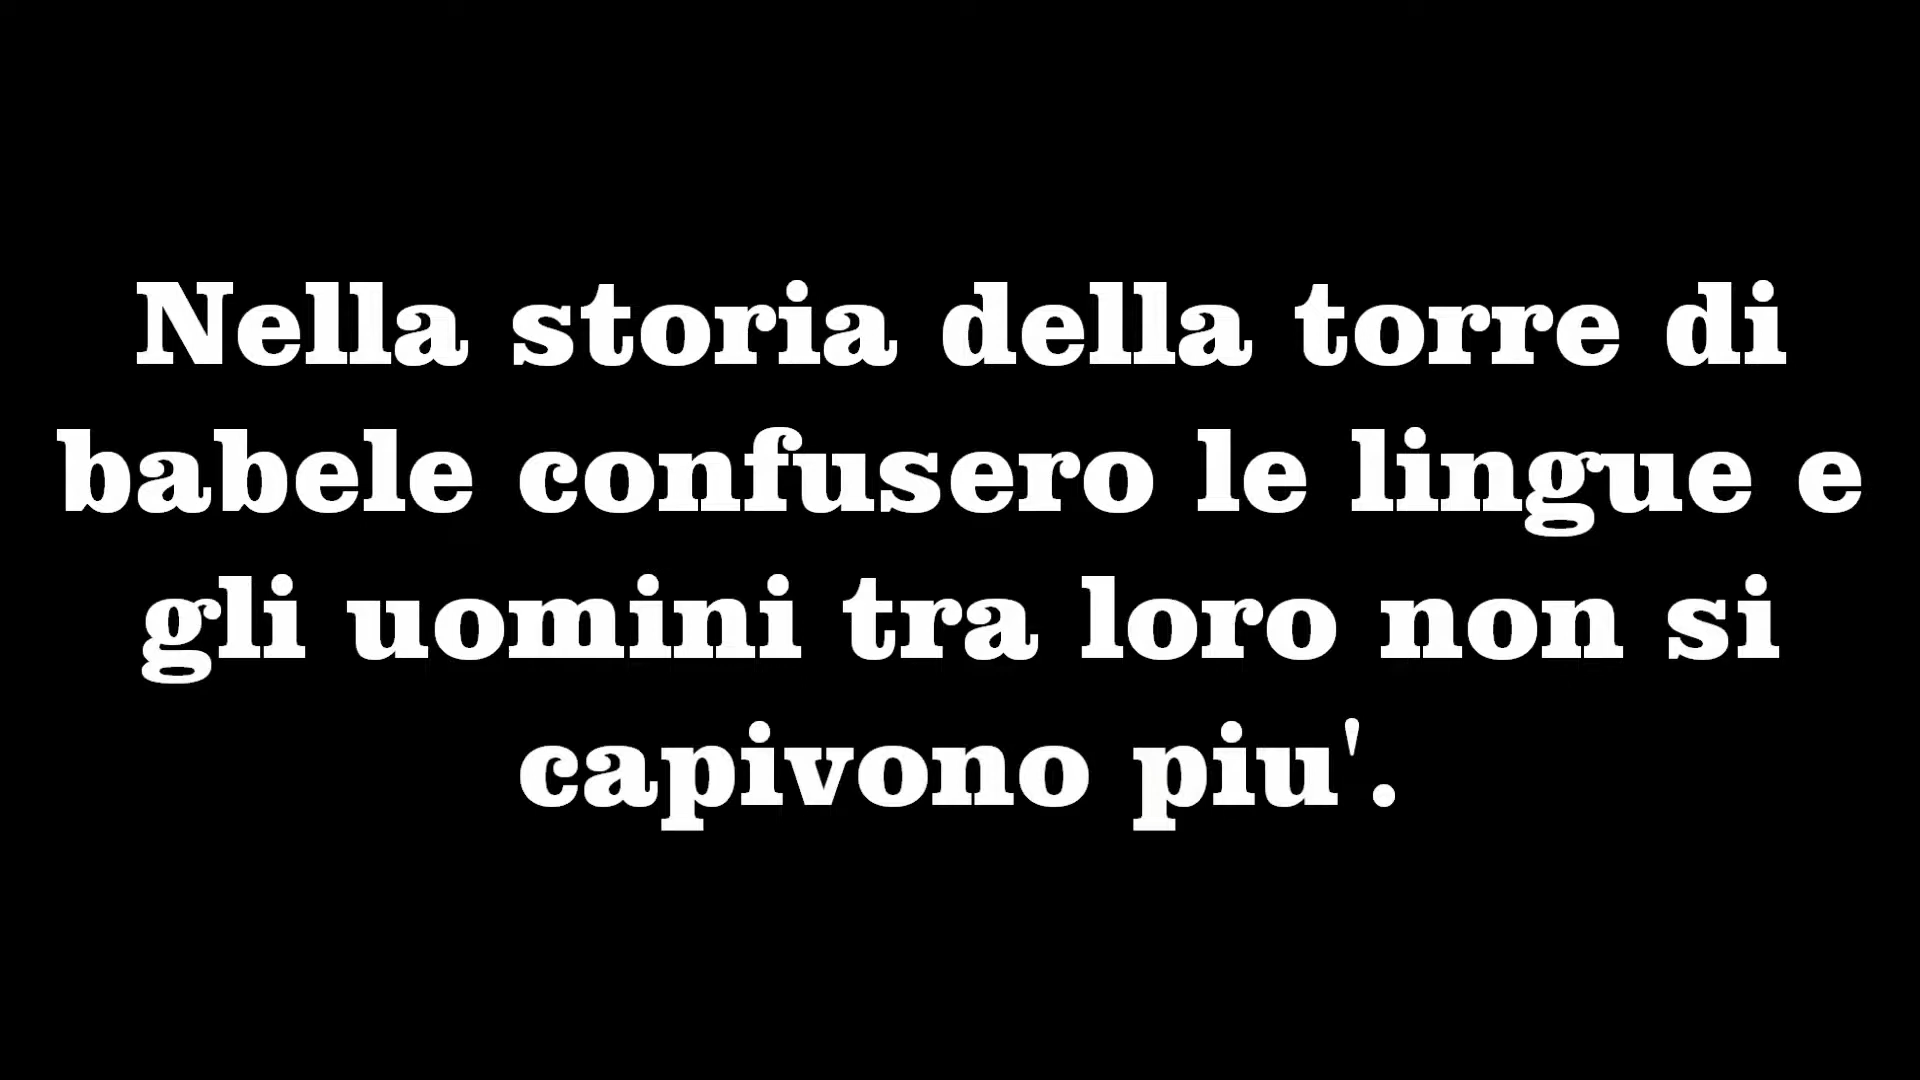 Nella storia della torre di
babele confusero le lingue e
gli uomini tra loro non si
capivono piu'.